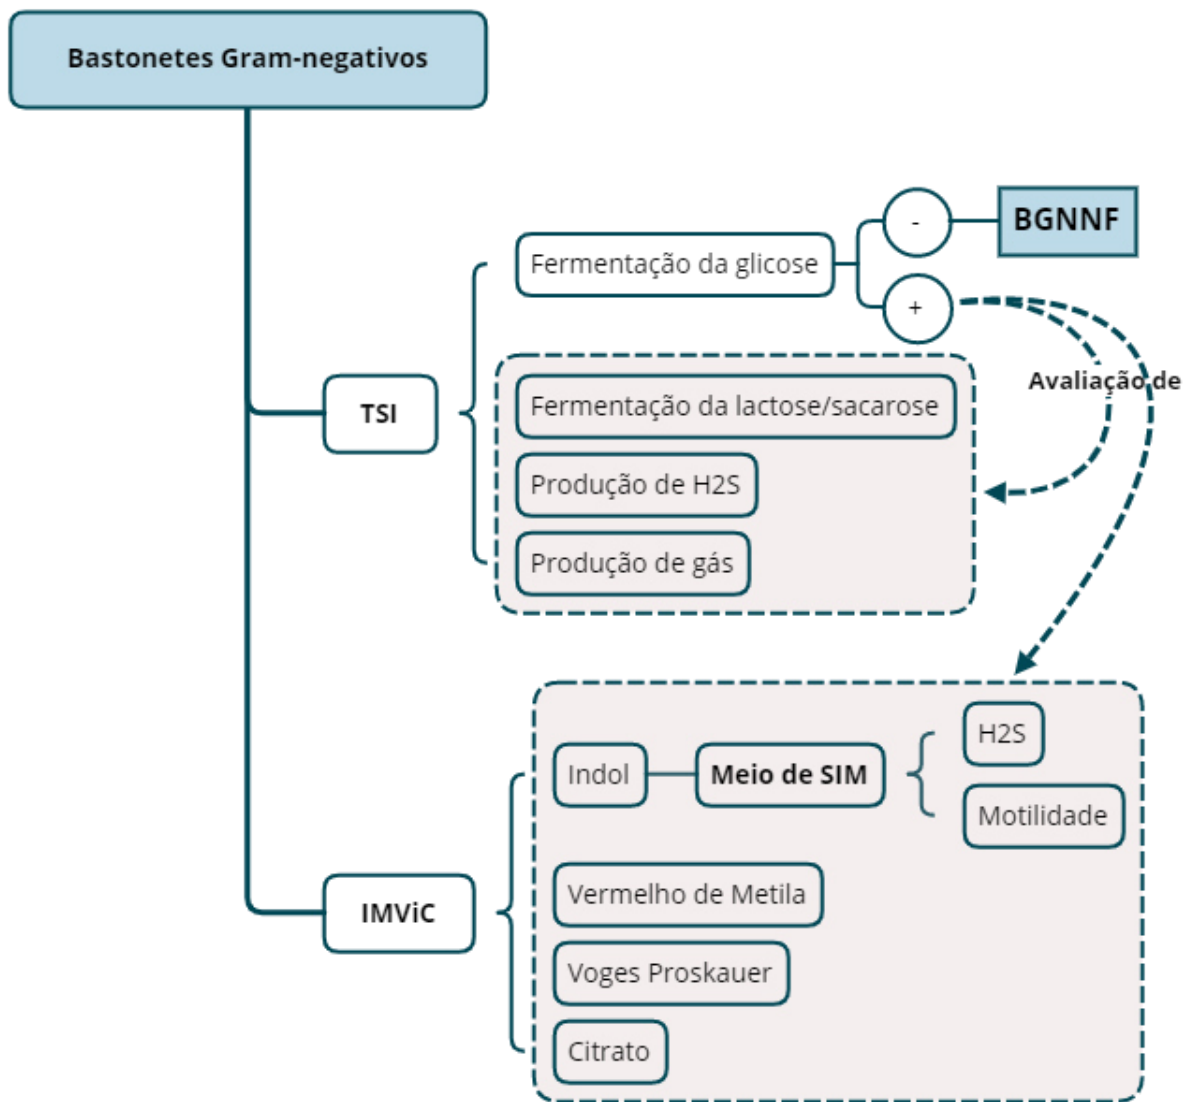 Bastonetes Gram-negativos
BGNNF
-
Fermentação da glicose
+
Avaliação de
TSI
Fermentação da lactose/sacarose
Produção de H2S
Produção de gás
H2S
Indol
Meio de SIM
Motilidade
IMViC
Vermelho de Metila
Voges Proskauer
Citrato